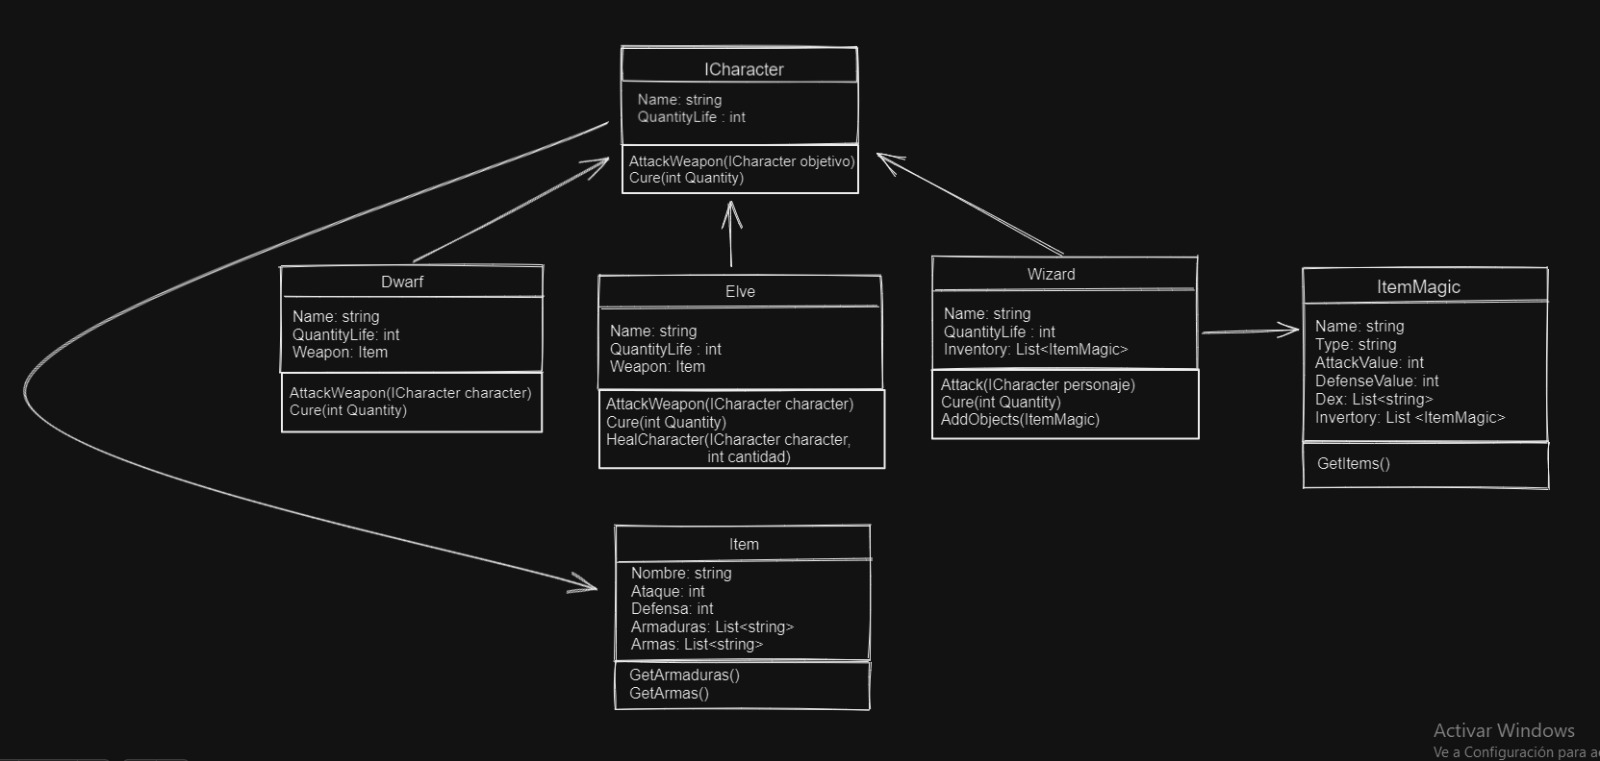 ICharacter
Name: string
QuantityLife : int
AttackWeapon(ICharacter objetivo)
Cure(int Quantity)
Dwarf
Name: string
QuantityLife: int
Weapon: Item
AttackWeapon(ICharacter character)
Cure(int Quantity)
Elve
Name: string
QuantityLife : int
Weapon: Item
AttackWeapon(ICharacter character)
Cure(int Quantity)
HealCharacter(ICharacter character,
int cantidad)
Wizard
Name: string
QuantityLife : int
Inventory: List<ItemMagic>
Attack(ICharacter personaje)
Cure(int Quantity)
AddObjects(ItemMagic)
ItemMagic
Name: string
Type: string
AttackValue: int
DefenseValue: int
Dex: List<string>
Invertory: List <ItemMagic>
GetItems()
Item
Nombre: string
Ataque: int
Defensa: int
Armaduras: List<string>
Armas: List<string>
GetArmaduras()
GetArmas()
Activar Windows
Ve a Configuración para